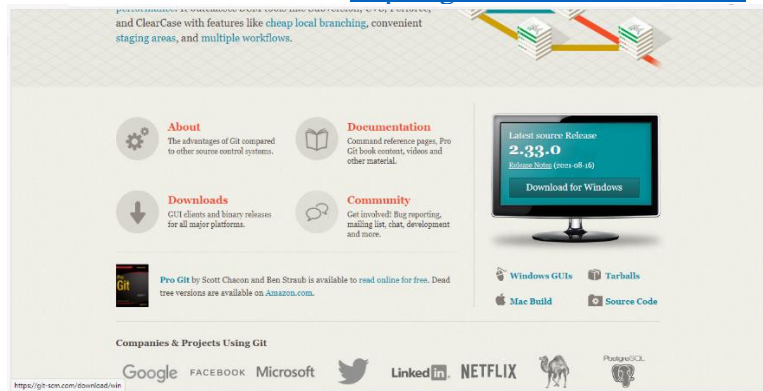 performance. It outclasses SCM tools like Subversion, CVS, Perforce,
and ClearCase with features like cheap local branching, convenient
staging areas, and multiple workflows.
About
The advantages of Git compared
to other source control systems.
Documentation
Command reference pages, Pro
Git book content, videos and
other material.
Downloads
GUI clients and binary releases
for all major platforms.
Community
Get involved! Bug reporting,
mailing list, chat, development
and more.
Latest source Release
2.33.0
Release Notes (2021-08-16)
Download for Windows
Windows GUIs
Tarballs
Mac Build
Source Code
Pro
Git
Pro Git by Scott Chacon and Ben Straub is available to read online for free. Dead
tree versions are available on Amazon.com.
Companies & Projects Using Git
Google FACEBOOK Microsoft Linked in NETFLIX PostgreSQL
https://git-scm.com/download/win